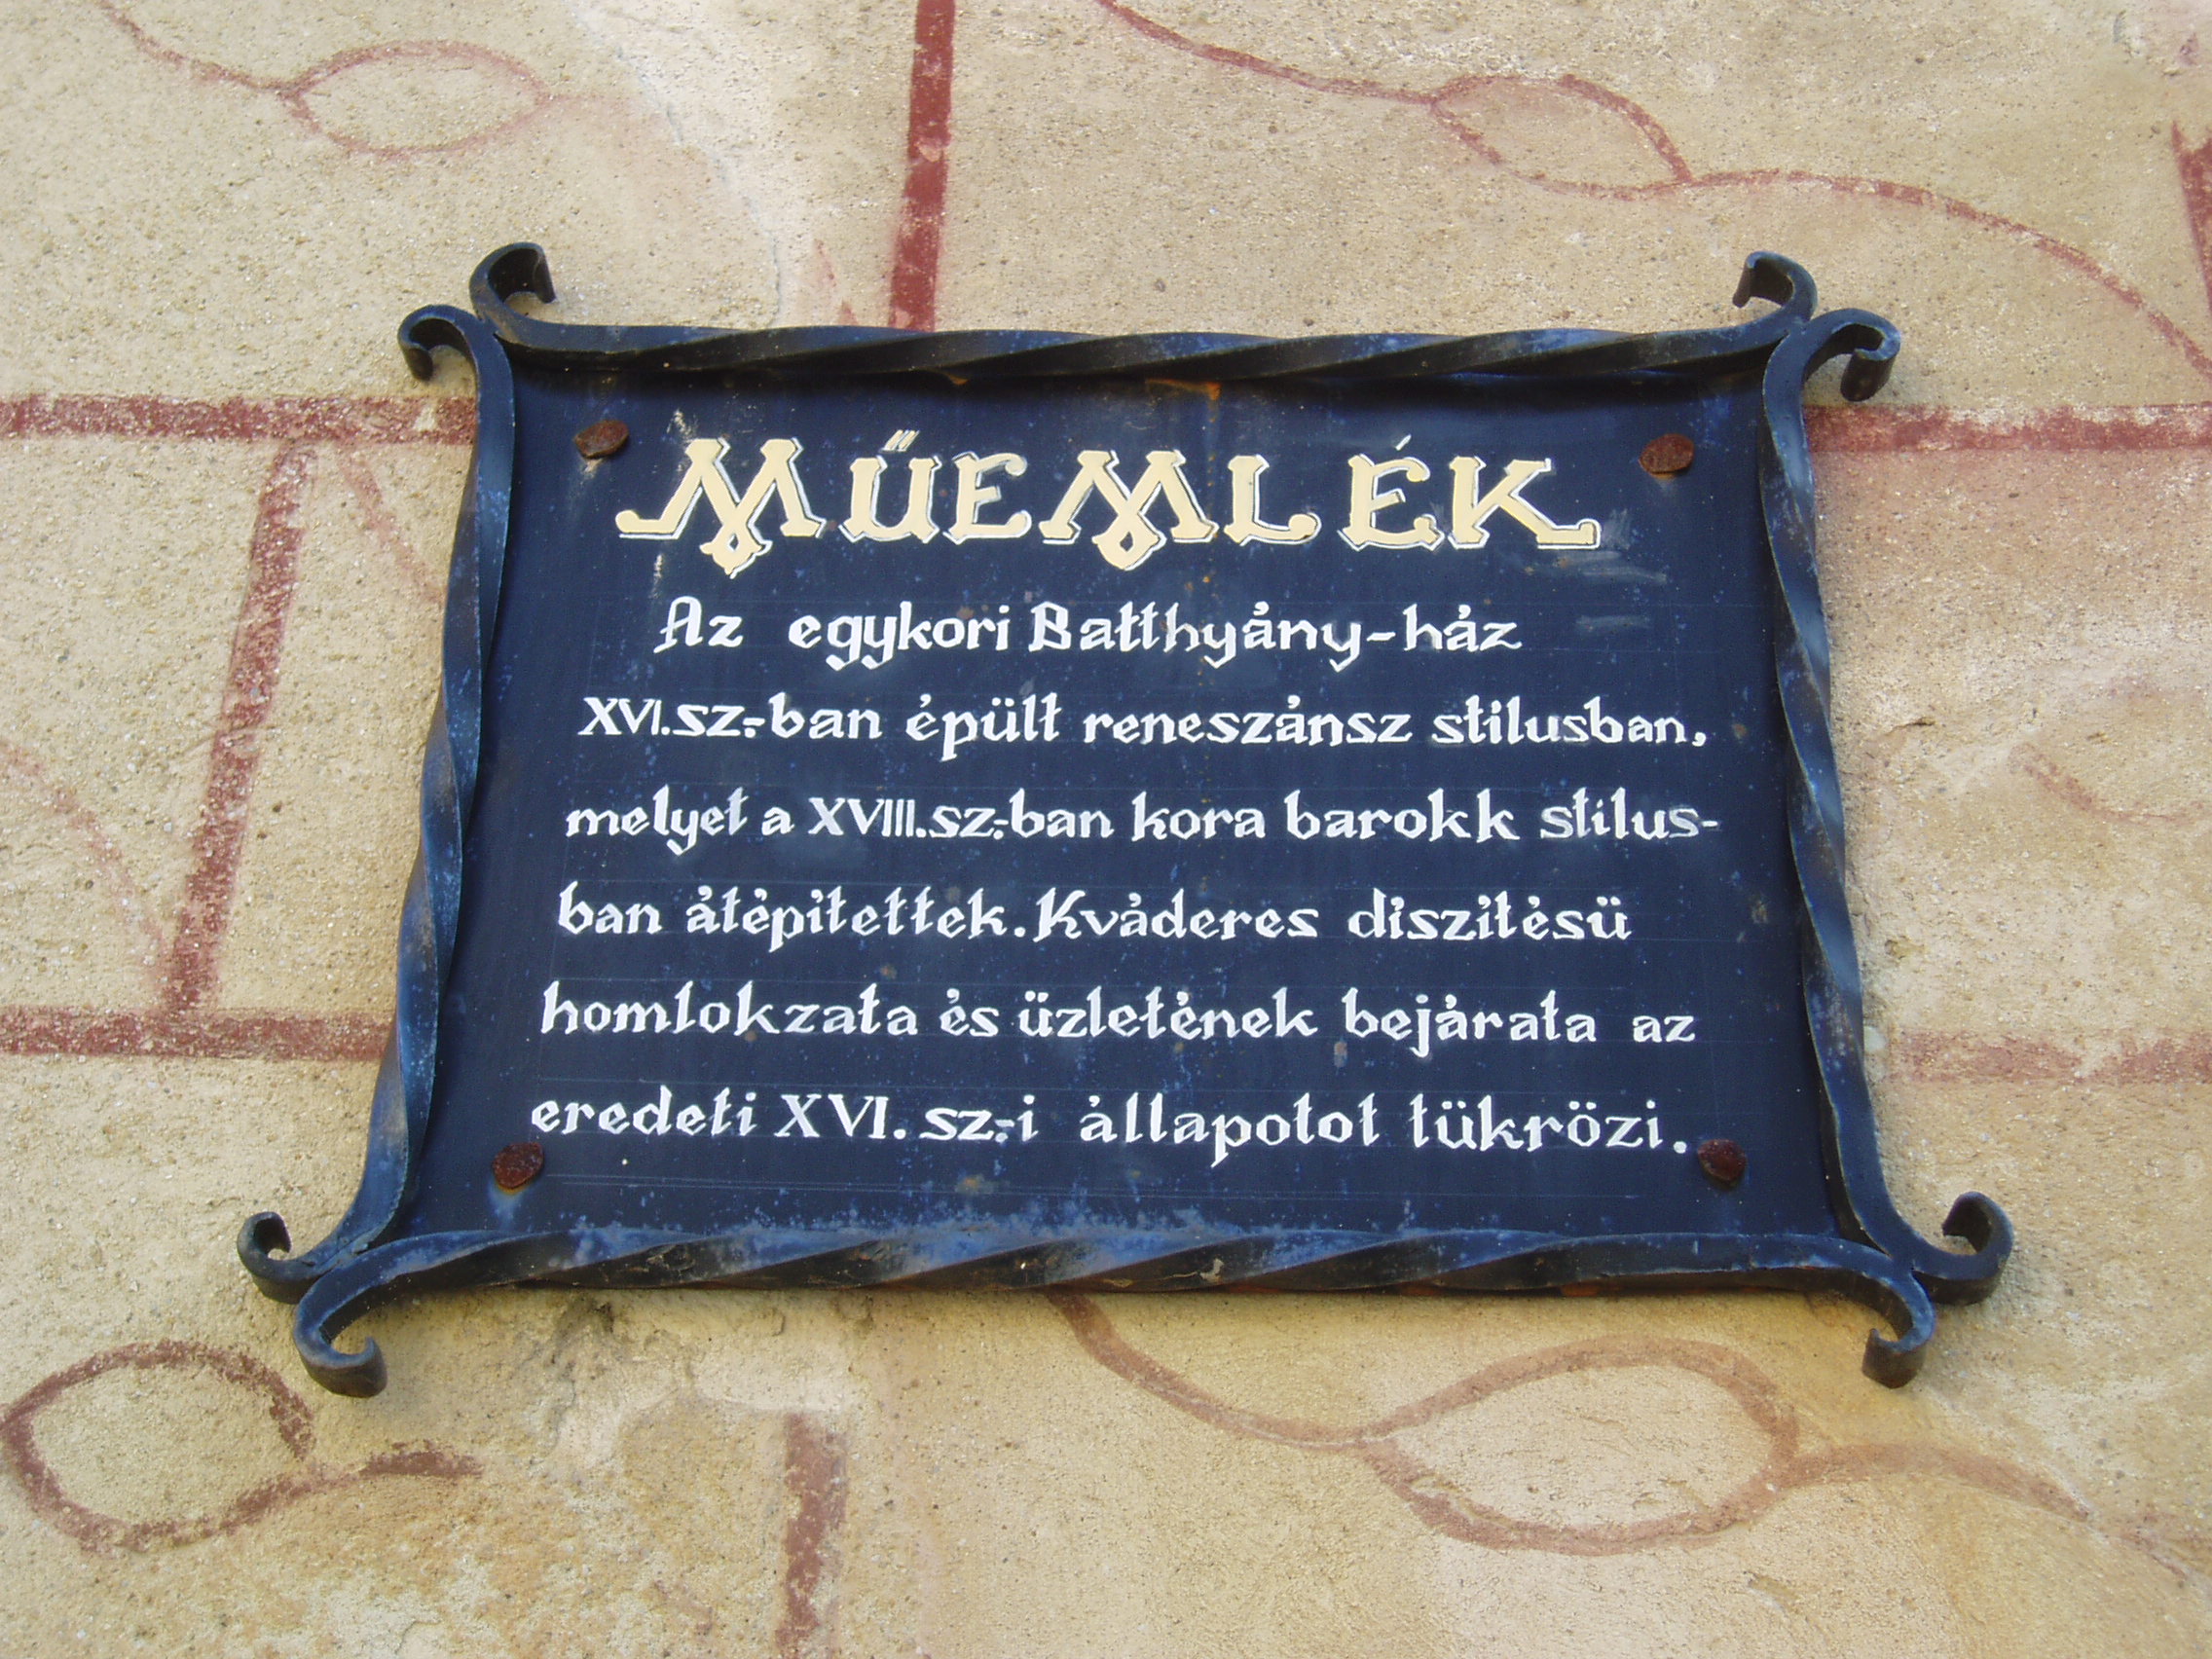 MŰEMLÉK
Az egykori Batthyány-ház
XVI.sz.-ban épült reneszánsz stilusban,
melyet a XVIII.sz.-ban kora barokk stilus-
ban átépitettek. Kváderes diszitésü
homlokzata és üzletének bejárata az
eredeti XVI. sz.-i állapotot tükrözi.